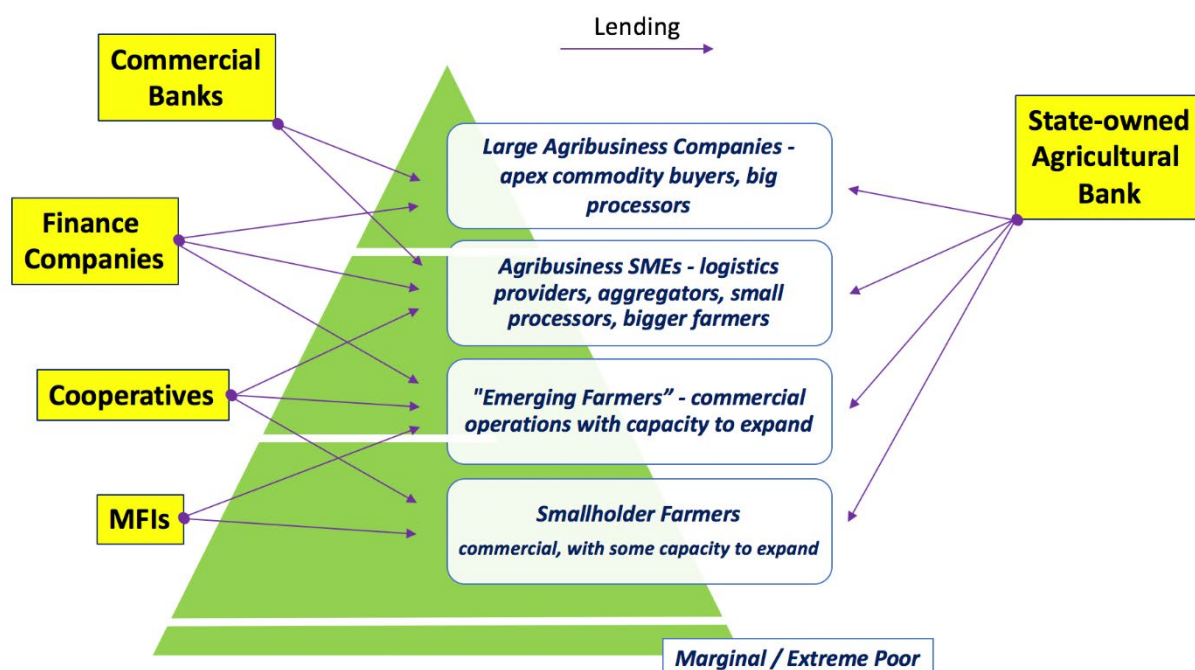 Lending
Commercial
Banks
Finance
Companies
Cooperatives
MFIs
Large Agribusiness Companies -
apex commodity buyers, big
processors
Agribusiness SMEs - logistics
providers, aggregators, small
processors, bigger farmers
"Emerging Farmers” - commercial
operations with capacity to expand
Smallholder Farmers
commercial, with some capacity to expand
Marginal / Extreme Poor
State-owned
Agricultural
Bank